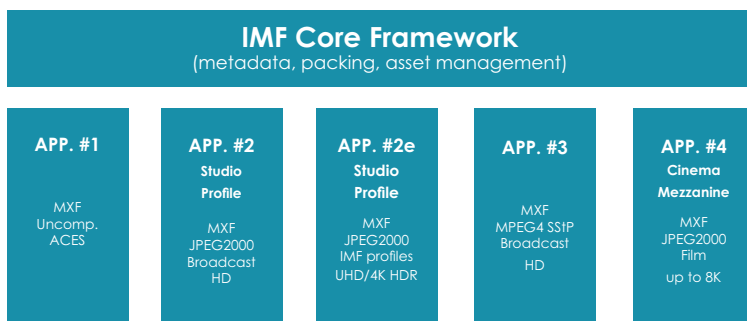 IMF Core Framework
(metadata, packing, asset management)
APP. #1
MXF
Uncomp.
ACES
APP. #2
Studio
Profile
MXF
JPEG2000
Broadcast
HD
APP. #2e
Studio
Profile
MXF
JPEG2000
IMF profiles
UHD/4K HDR
APP. #3
MXF
MPEG4 SStP
Broadcast
HD
APP. #4
Cinema
Mezzanine
MXF
JPEG2000
Film
up to 8K